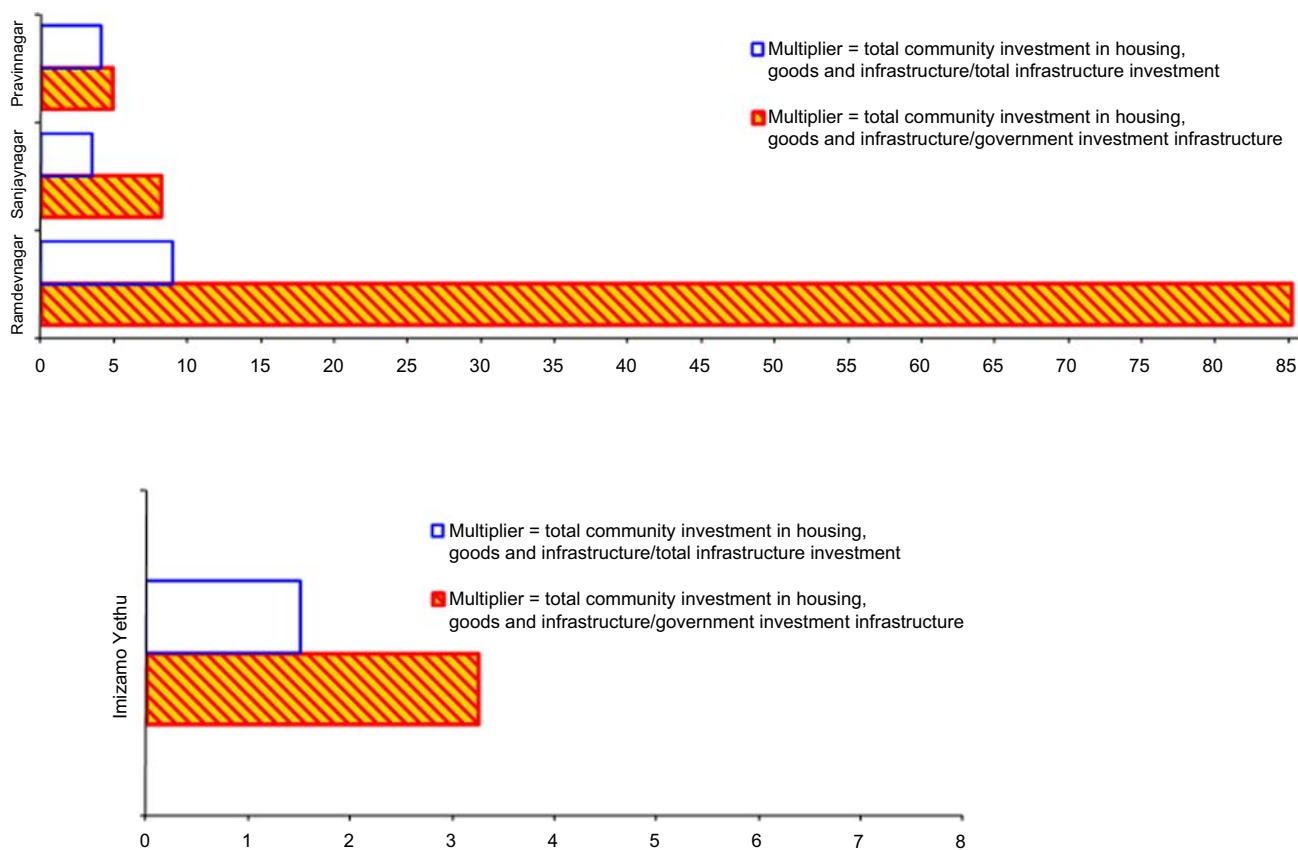 Pravinnagar
Sanjaynagar
Ramdevnagar
Multiplier = total community investment in housing,
goods and infrastructure/total infrastructure investment
Multiplier = total community investment in housing,
goods and infrastructure/government investment infrastructure
0 5 10 15 20 25 30 35 40 45 50 55 60 65 70 75 80 85
Imizamo Yethu
Multiplier = total community investment in housing,
goods and infrastructure/total infrastructure investment
Multiplier = total community investment in housing,
goods and infrastructure/government investment infrastructure
0 1 2 3 4 5 6 7 8